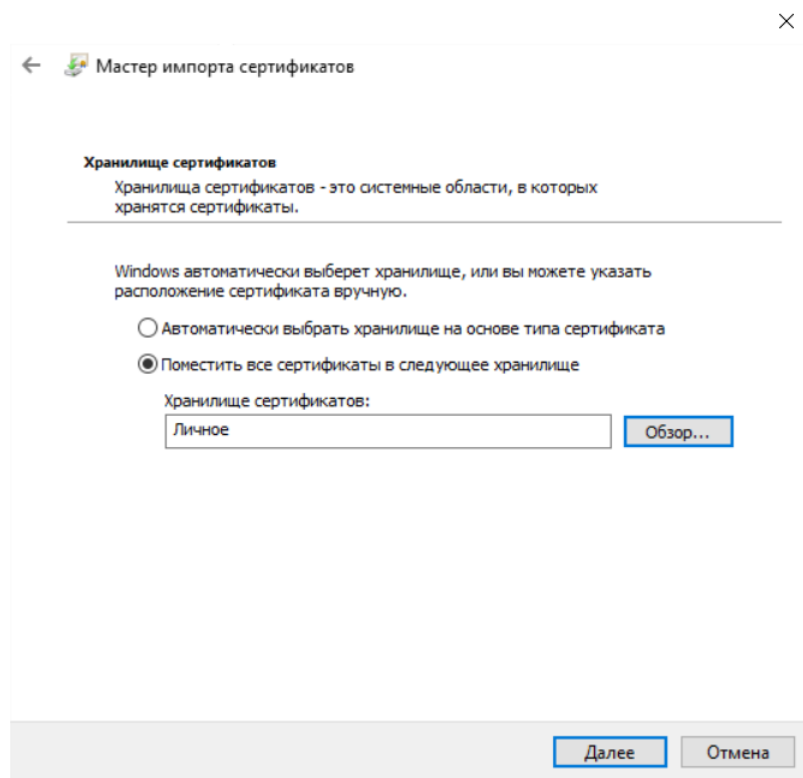 Мастер импорта сертификатов
Хранилище сертификатов
Хранилища сертификатов - это системные области, в которых
хранятся сертификаты.
Windows автоматически выберет хранилище, или вы можете указать
расположение сертификата вручную.
Автоматически выбрать хранилище на основе типа сертификата
Поместить все сертификаты в следующее хранилище
Хранилище сертификатов:
Личное
Обзор...
Далее
Отмена